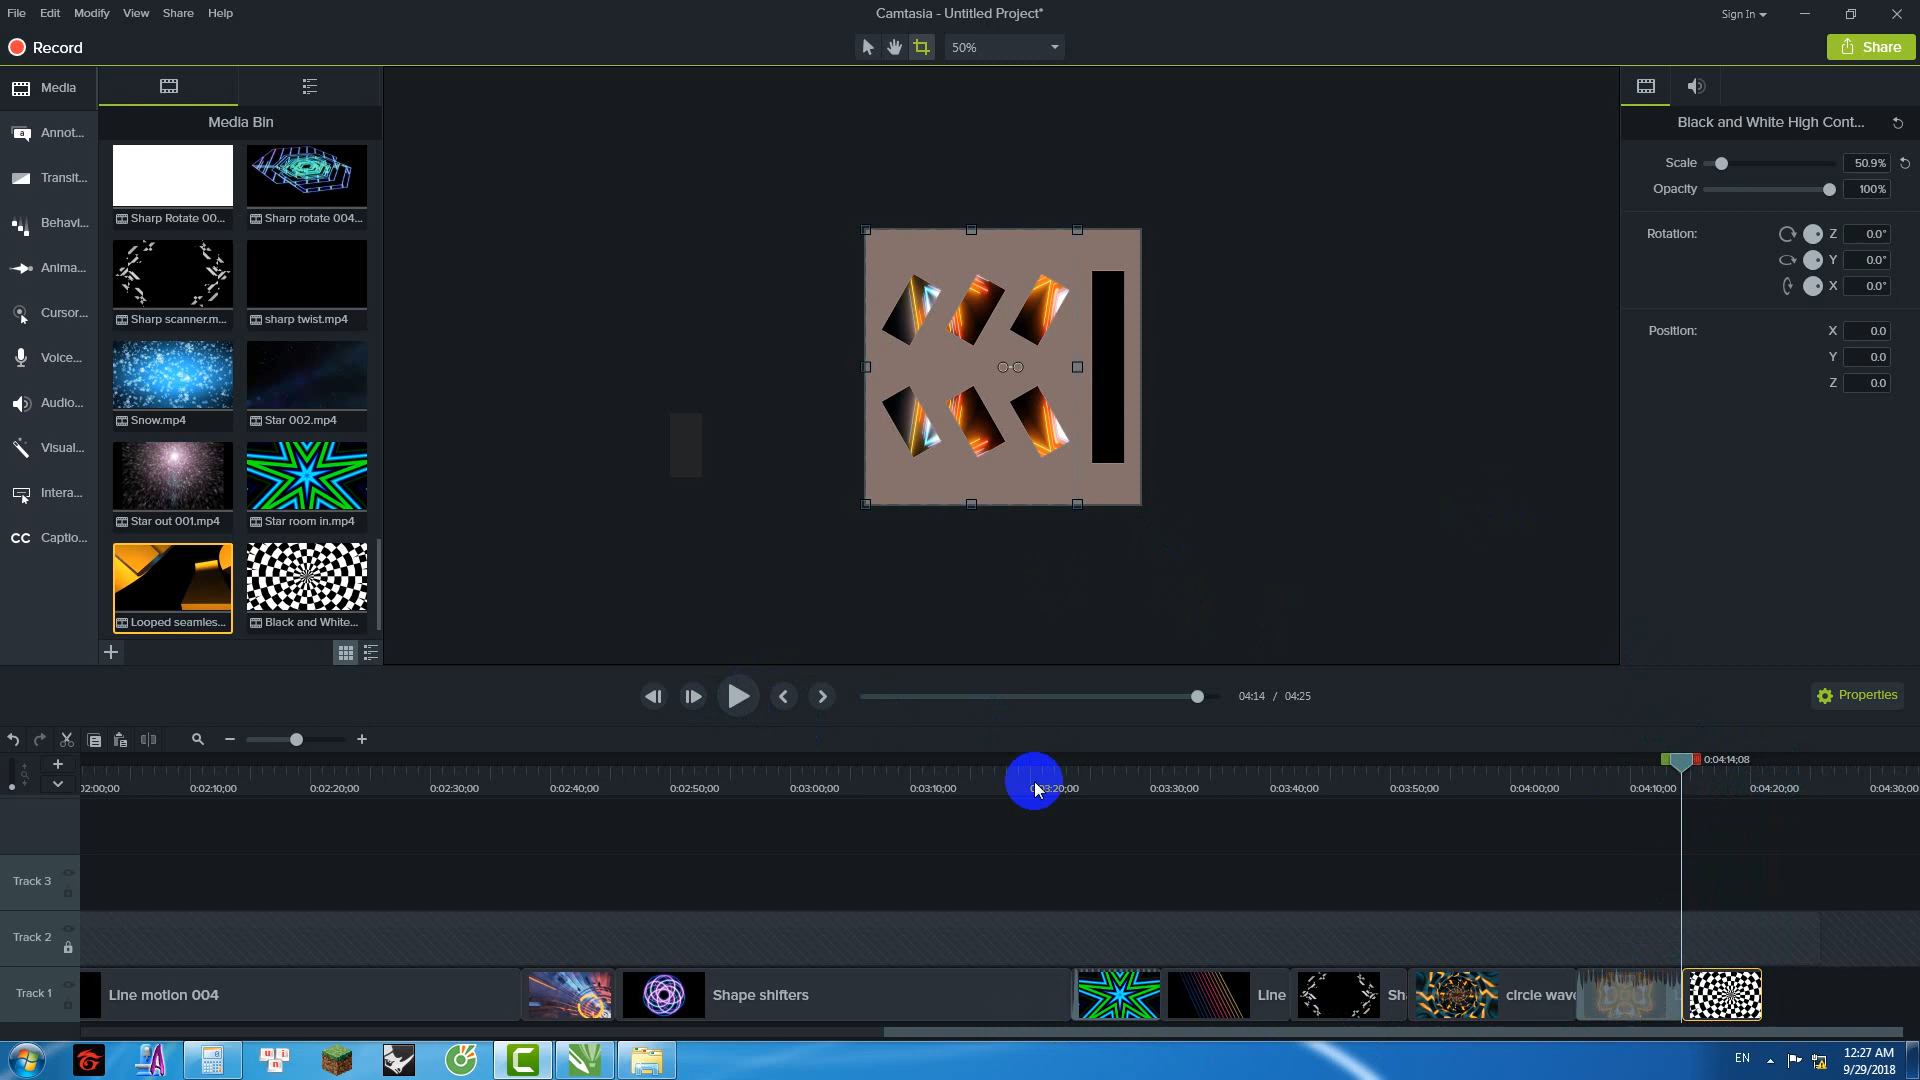 File Edit Modify View Share Help
Camtasia - Untitled Project*
Sign In
Record
50%
Share
Media
Annot...
Transit...
Behavi...
Anima...
Cursor...
Voice...
Audio...
Visual...
Intera...
CC Captio...
Media Bin
Sharp Rotate 00... Sharp rotate 004...
Sharp scanner.m... sharp twist.mp4
Snow.mp4 Star 002.mp4
Star out 001.mp4 Star room in.mp4
Looped seamles... Black and White...
Black and White High Cont...
Scale 50.9%
Opacity 100%
Rotation: Z 0.0°
Y 0.0°
X 0.0°
Position: X 0.0
Y 0.0
Z 0.0
04:14 / 04:25
Properties
0:04:14;08
02:00;00 0:02:10;00 0:02:20;00 0:02:30;00 0:02:40;00 0:02:50;00 0:03:00;00 0:03:10;00 0:03:20;00 0:03:30;00 0:03:40;00 0:03:50;00 0:04:00;00 0:04:10;00 0:04:20;00 0:04:30;00
Track 3
Track 2
Track 1
Line motion 004
Shape shifters
Line
Sh
circle wave
EN
12:27 AM
9/29/2018